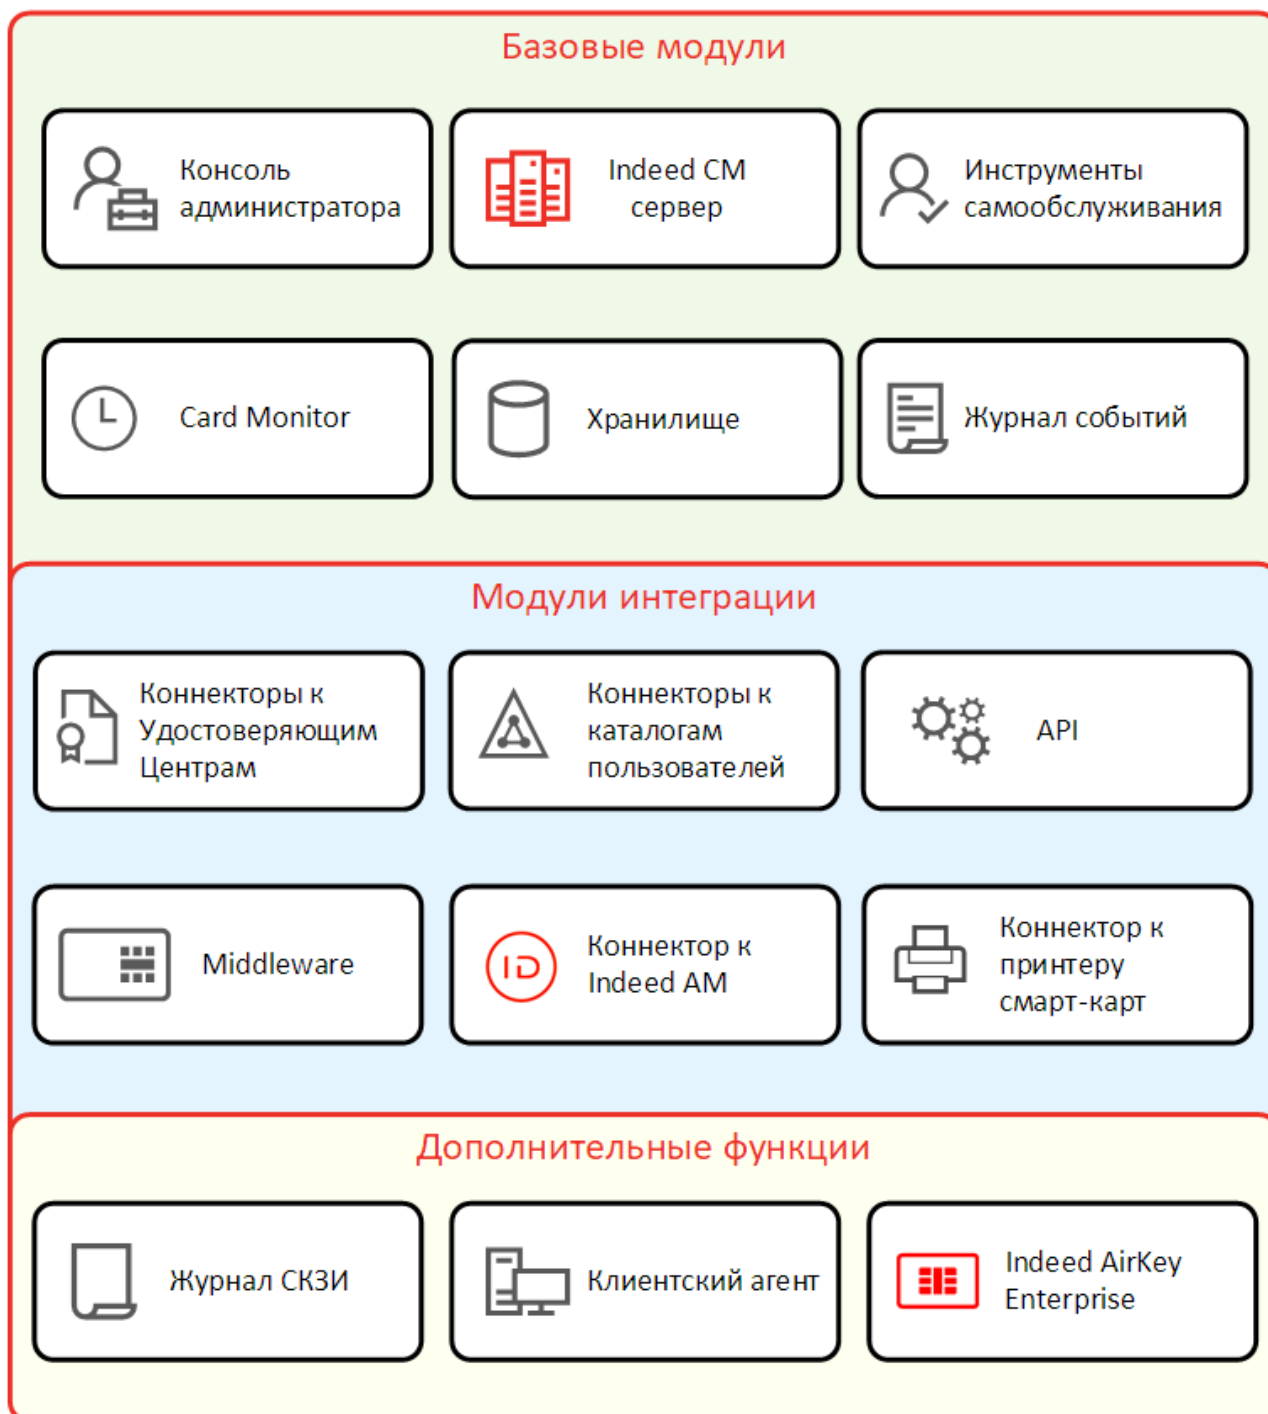 Базовые модули
Консоль
администратора
Indeed CM
сервер
Инструменты
самообслуживания
Card Monitor
Хранилище
Журнал событий
Модули интеграции
Коннекторы к
Удостоверяющим
Центрам
Коннекторы к
каталогам
пользователей
API
Middleware
ID
Коннектор к
Indeed AM
Коннектор к
принтеру
смарт-карт
Дополнительные функции
Журнал СКЗИ
Клиентский агент
Indeed AirKey
Enterprise